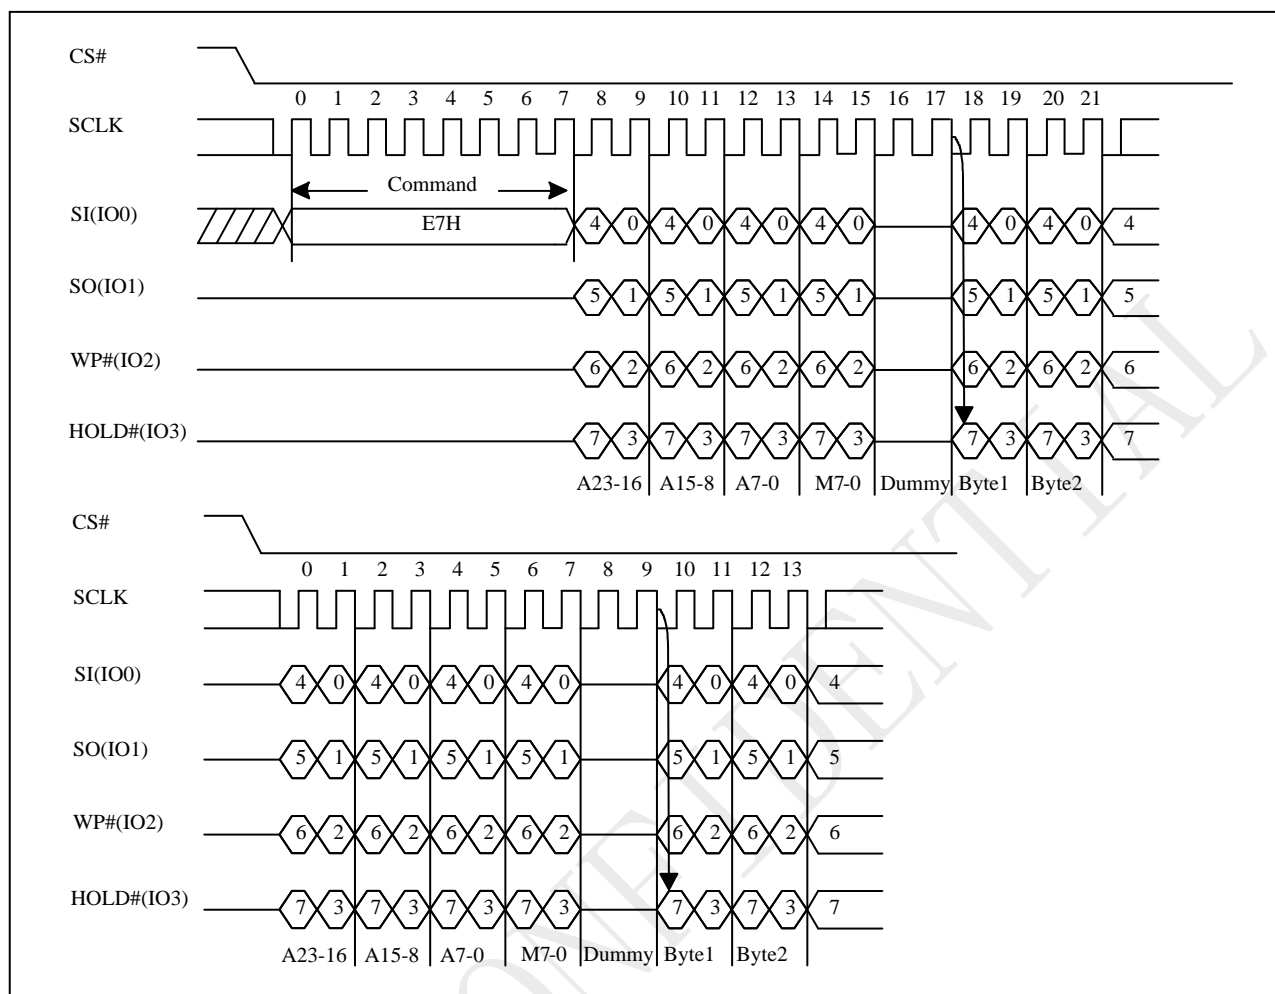 CS#
0 1 2 3 4 5 6 7 8 9 10 11 12 13 14 15 16 17 18 19 20 21
SCLK
Command
SI(IO0) E7H 4 0 4 0 4 0 4 0 4 0 4 0 4
SO(IO1) 5 1 5 1 5 1 5 1 5 1 5 1 5
WP#(IO2) 6 2 6 2 6 2 6 2 6 2 6 2 6
HOLD#(IO3) 7 3 7 3 7 3 7 3 7 3 7 3 7
A23-16 A15-8 A7-0 M7-0 Dummy Byte1 Byte2
CS#
0 1 2 3 4 5 6 7 8 9 10 11 12 13
SCLK
SI(IO0) 4 0 4 0 4 0 4 0 4 0 4 0 4
SO(IO1) 5 1 5 1 5 1 5 1 5 1 5 1 5
WP#(IO2) 6 2 6 2 6 2 6 2 6 2 6 2 6
HOLD#(IO3) 7 3 7 3 7 3 7 3 7 3 7 3 7
A23-16 A15-8 A7-0 M7-0 Dummy Byte1 Byte2
ONFIDENTIAL